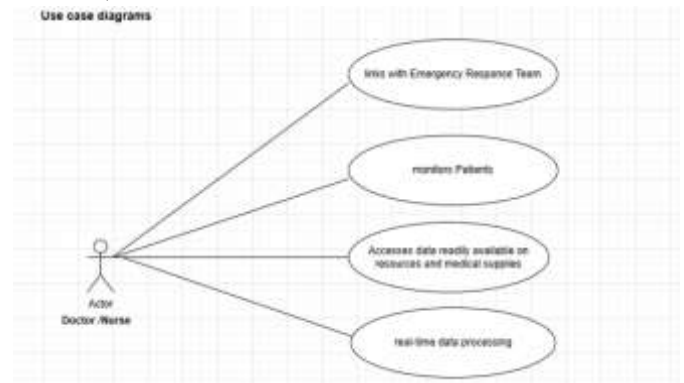 Use case diagrams
links with Emergency Response Team
monitors Patients
Accesses data readily available on
resources and medical supplies
real-time data processing
Actor
Doctor /Nurse